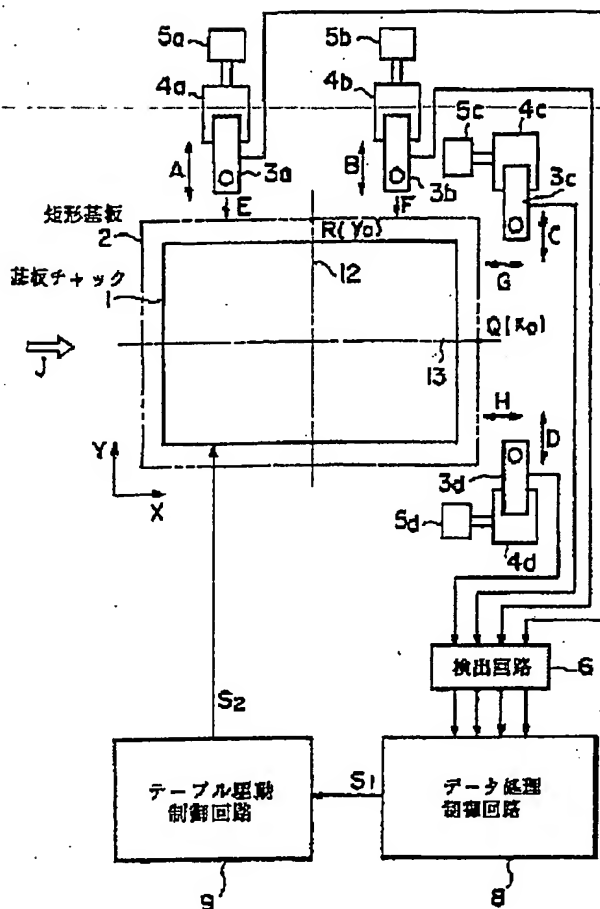 5a
5b
4a
4b
5c
4c
A
3a
B
3b
3c
E
F
C
矩形基板
2
R(Y0)
基板チャック
12
G
1
Q(X0)
J
13
H
D
Y
3d
X
5d
4d
検出回路
6
S2
テーブル駆動
制御回路
S1
データ処理
制御回路
9
8